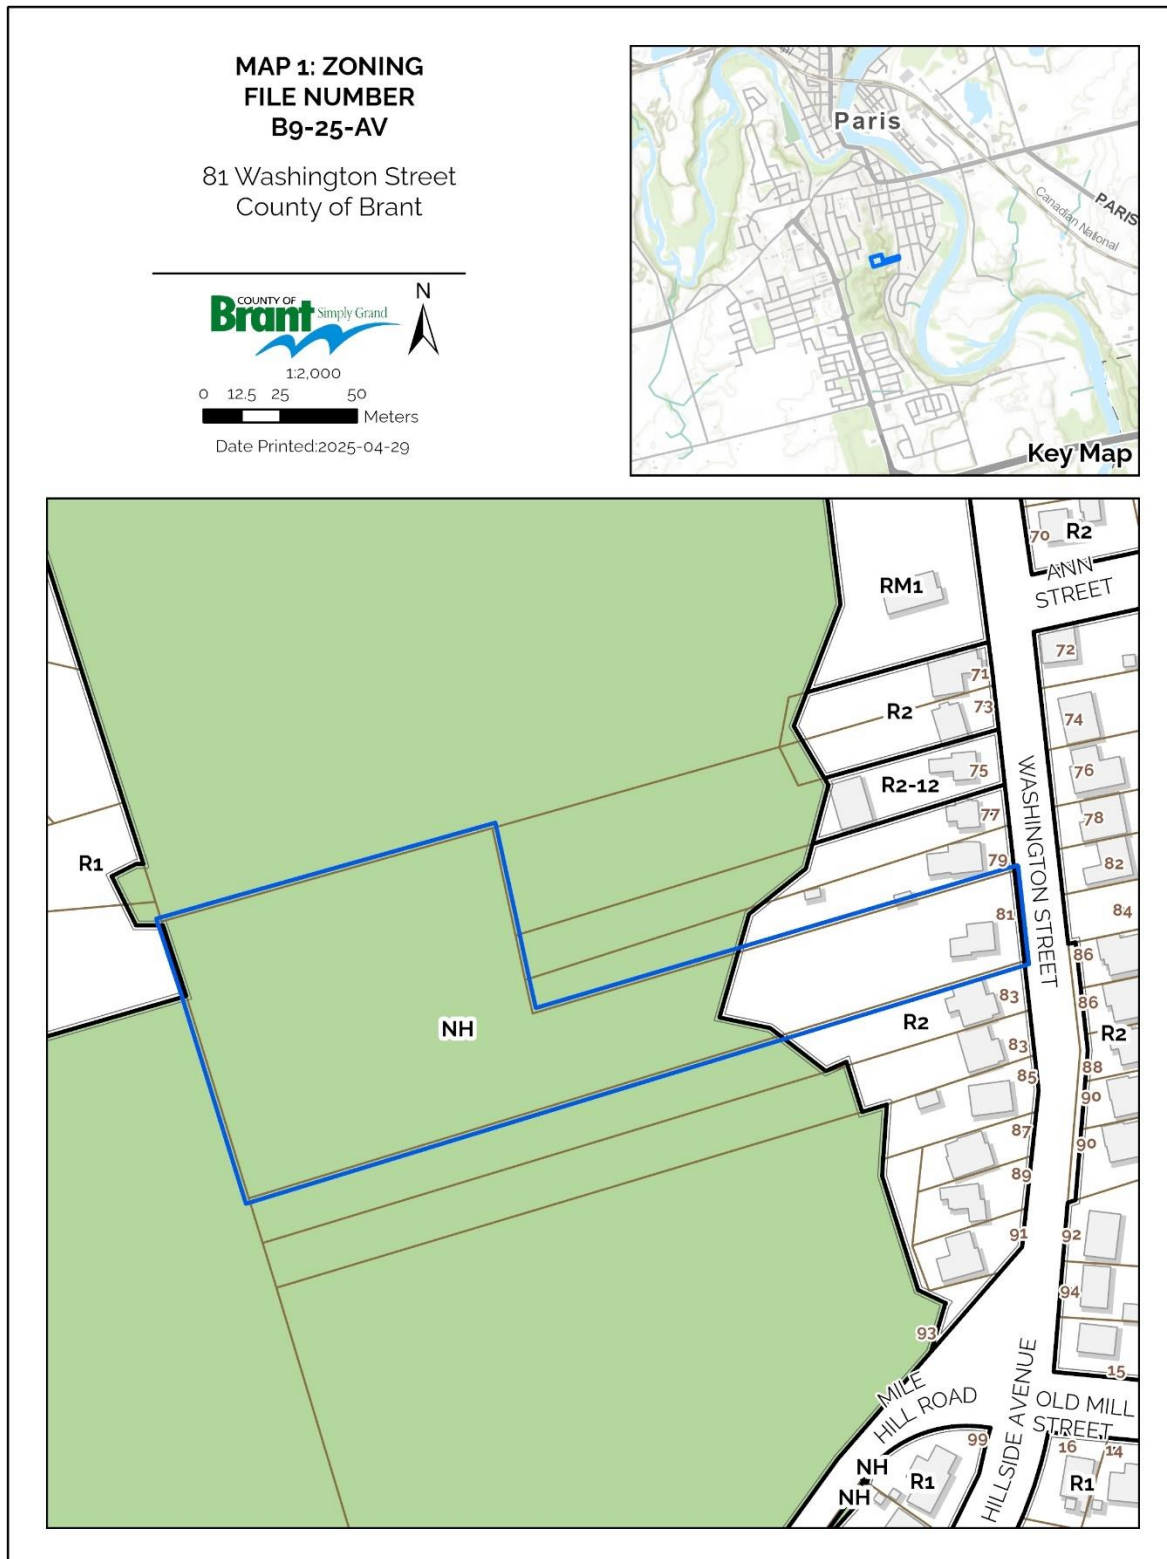 MAP 1: ZONING
FILE NUMBER
B9-25-AV
81 Washington Street
County of Brant
COUNTY OF
Brant Simply Grand
N
1:2,000
0 12.5 25 50
Meters
Date Printed:2025-04-29
Paris
PARIS
Canadian National
Key Map
70
R2
ANN
STREET
RM1
71
72
R2
73
74
WASHINGTON STREET
R2-12
75
76
77
78
R1
79
82
81
84
86
NH
83
86
R2
R2
83
88
85
90
87
90
89
91
92
94
93
15
MILE
HILL ROAD
HILLSIDE AVENUE
OLD MILL
STREET
99
16
14
NH
NH
R1
R1